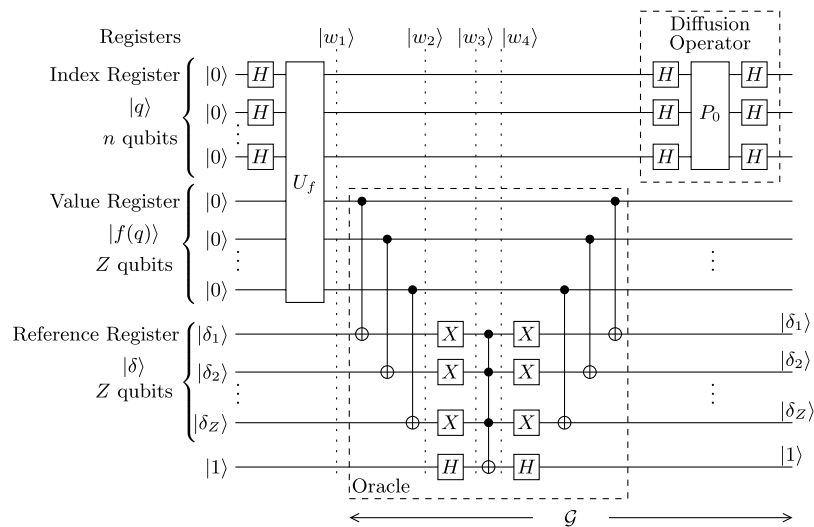 Registers
|w₁⟩
|w₂⟩
|w₃⟩
|w₄⟩
Diffusion
Operator
Index Register
|q⟩
n qubits
|0⟩ H
|0⟩ H
⋮
|0⟩ H
U_f
H P₀ H
H H
H H
Value Register
|f(q)⟩
Z qubits
|0⟩
|0⟩
⋮
|0⟩
⋮
Reference Register
|δ⟩
Z qubits
|δ₁⟩ X X |δ₁⟩
|δ₂⟩ X X |δ₂⟩
⋮ ⋮
|δ_Z⟩ X X |δ_Z⟩
|1⟩ H H |1⟩
Oracle
𝒢